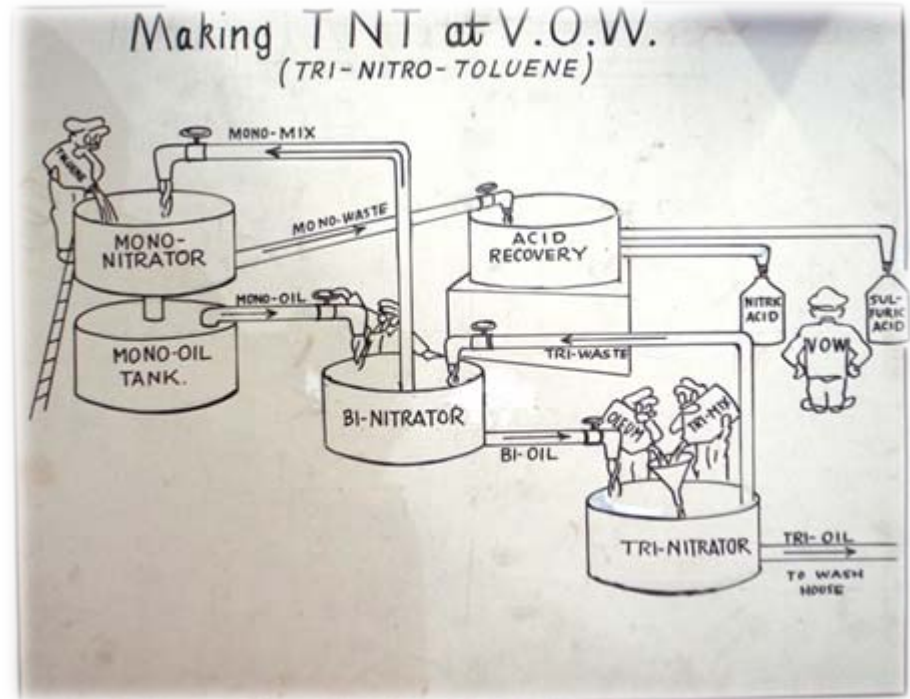 Making TNT at V.O.W.
(TRI-NITRO-TOLUENE)
MONO-MIX
TULUENE
MONO-
NITRATOR
MONO-WASTE
ACID
RECOVERY
MONO-OIL
MONO-OIL
TANK.
NITRIC
ACID
SUL-
FURIC
ACID
VOW
TRI-WASTE
BI-NITRATOR
OLEUM
TRI-MIX
BI-OIL
TRI-NITRATOR
TRI-OIL
TO WASH
HOUSE